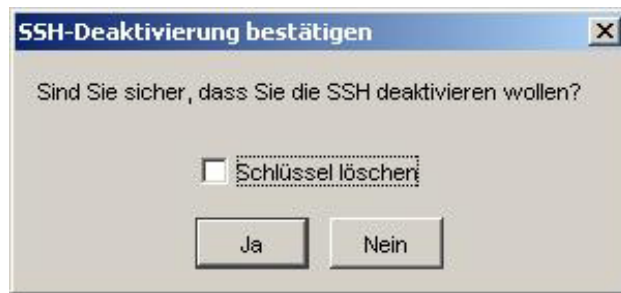 SSH-Deaktivierung bestätigen
Sind Sie sicher, dass Sie die SSH deaktivieren wollen?
Schlüssel löschen
Ja Nein